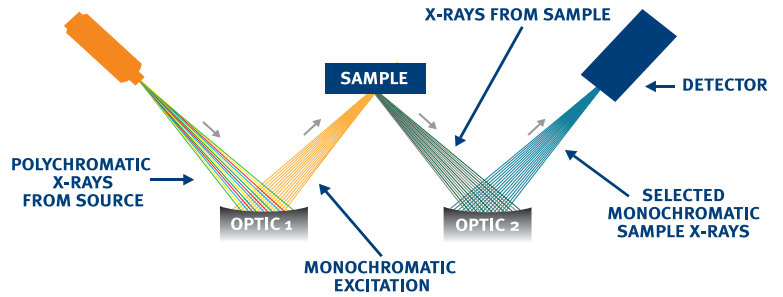 X-RAYS FROM SAMPLE
SAMPLE
DETECTOR
POLYCHROMATIC
X-RAYS
FROM SOURCE
OPTIC 1
OPTIC 2
SELECTED
MONOCHROMATIC
SAMPLE X-RAYS
MONOCHROMATIC
EXCITATION